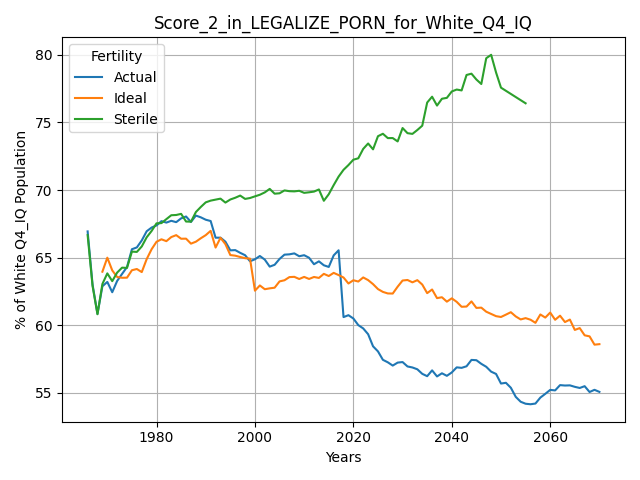 Score_2_in_LEGALIZE_PORN_for_White_Q4_IQ
% of White Q4_IQ Population
80
75
70
65
60
55
Fertility
Actual
Ideal
Sterile
1980 2000 2020 2040 2060
Years